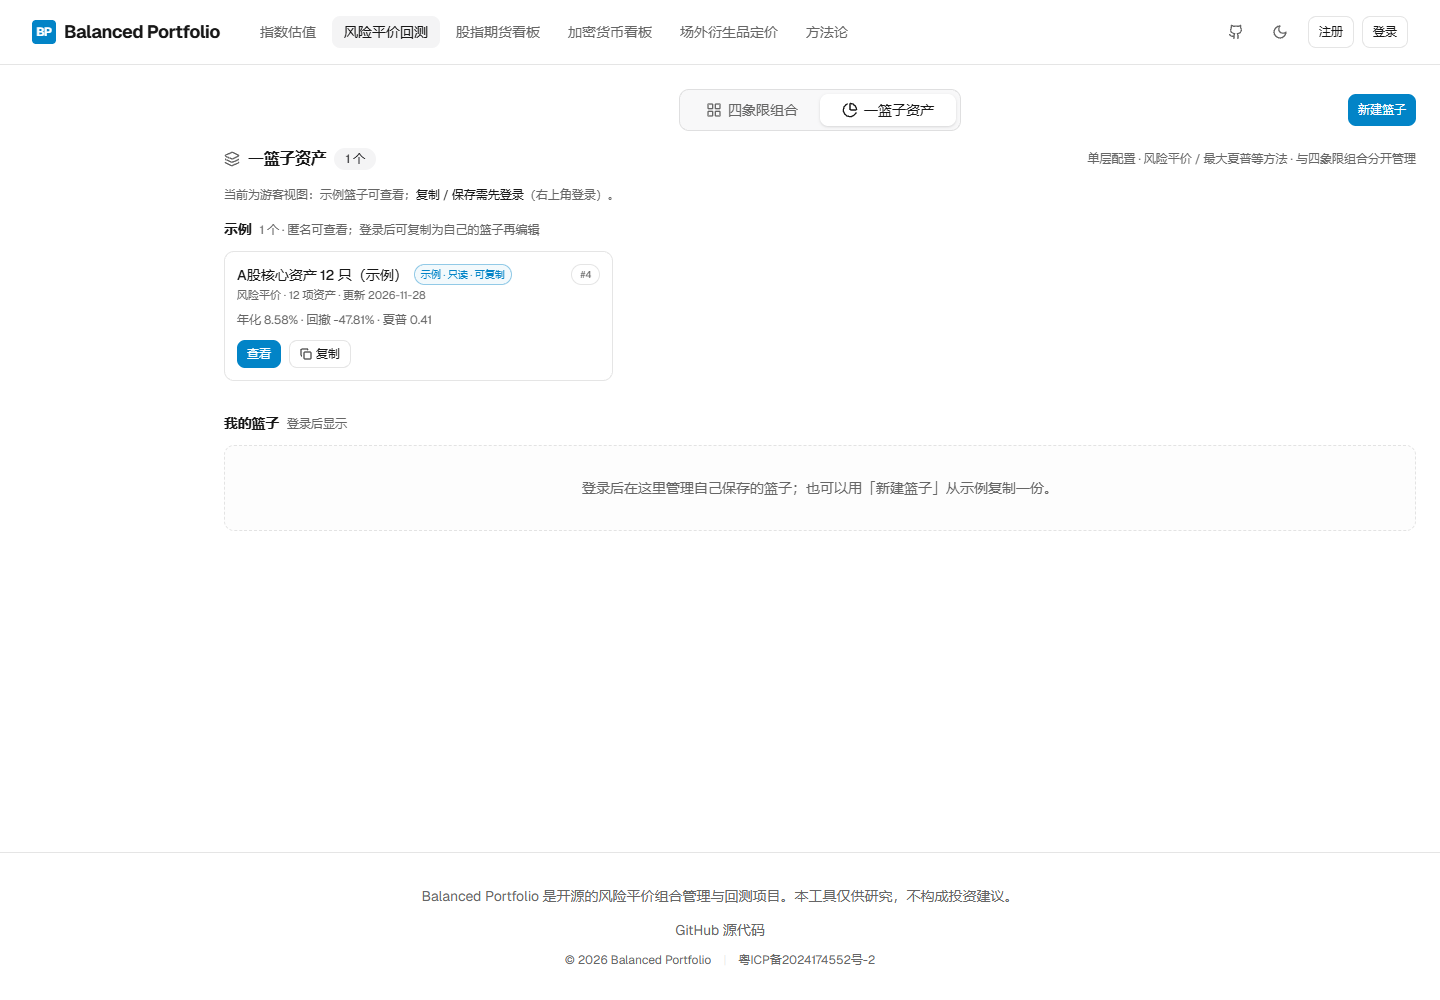 BP Balanced Portfolio 指数估值 风险平价回测 股指期货看板 加密货币看板 场外衍生品定价 方法论 注册 登录
四象限组合 一篮子资产 新建篮子
一篮子资产 1 个 单层配置 · 风险平价 / 最大夏普等方法 · 与四象限组合分开管理
当前为游客视图：示例篮子可查看；复制 / 保存需先登录（右上角登录）。
示例 1 个 · 匿名可查看；登录后可复制为自己的篮子再编辑
A股核心资产 12 只（示例） 示例 · 只读 · 可复制 #4
风险平价 · 12 项资产 · 更新 2026-11-28
年化 8.58% · 回撤 -47.81% · 夏普 0.41
查看 复制
我的篮子 登录后显示
登录后在这里管理自己保存的篮子；也可以用「新建篮子」从示例复制一份。
Balanced Portfolio 是开源的风险平价组合管理与回测项目。本工具仅供研究，不构成投资建议。
GitHub 源代码
© 2026 Balanced Portfolio | 粤ICP备2024174552号-2